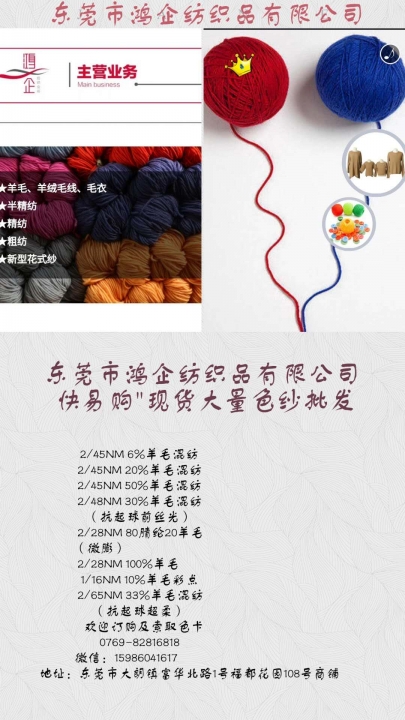 东莞市鸿企纺织品有限公司
鸿企
主营业务
Main business
★羊毛、羊绒毛线、毛衣
★半精纺
★精纺
★粗纺
★新型花式纱
东莞市鸿企纺织品有限公司
快易购"现货大量色纱批发
2/45NM 6%羊毛混纺
2/45NM 20%羊毛混纺
2/45NM 50%羊毛混纺
2/48NM 30%羊毛混纺
(抗起球前丝光)
2/28NM 80腈纶20羊毛
(微膨)
2/28NM 100%羊毛
1/16NM 10%羊毛彩点
2/65NM 33%羊毛混纺
(抗起球超柔)
欢迎订购及索取色卡
0769-82816818
微信：15986041617
地址：东莞市大朗镇富华北路1号福都花园108号商铺